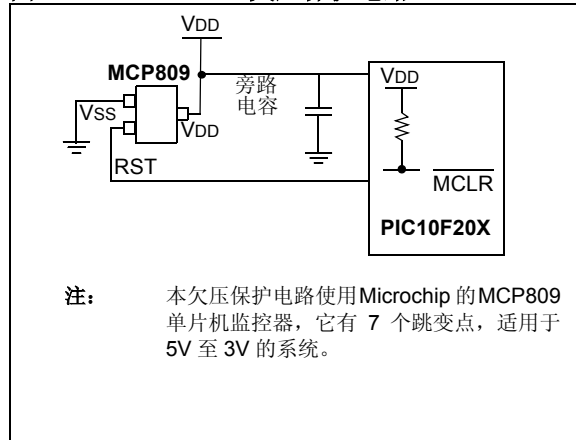 VDD
MCP809
旁路
电容
VDD
VSS
VDD
RST
MCLR
PIC10F20X
注:
本欠压保护电路使用Microchip 的MCP809
单片机监控器，它有 7 个跳变点，适用于
5V 至 3V 的系统。